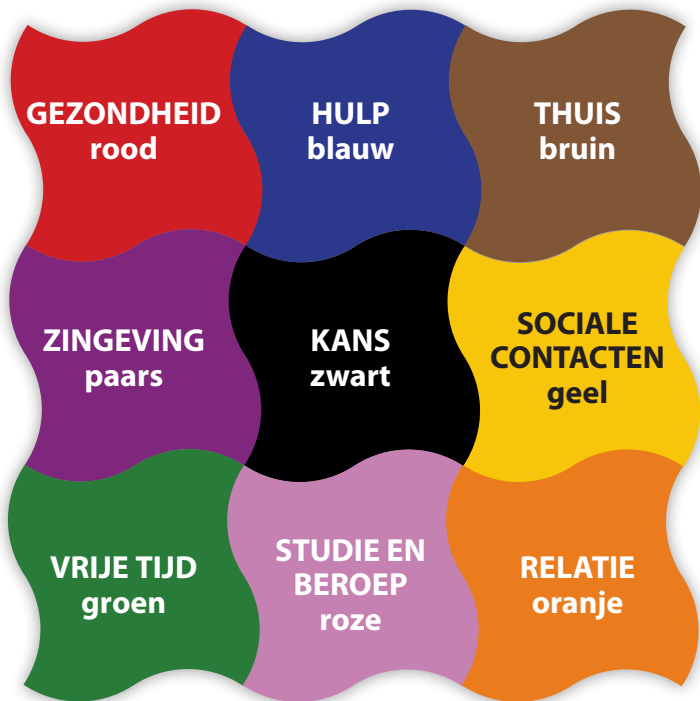 GEZONDHEID
rood
HULP
blauw
THUIS
bruin
ZINGEVING
paars
KANS
zwart
SOCIALE
CONTACTEN
geel
VRIJE TIJD
groen
STUDIE EN
BEROEP
roze
RELATIE
oranje